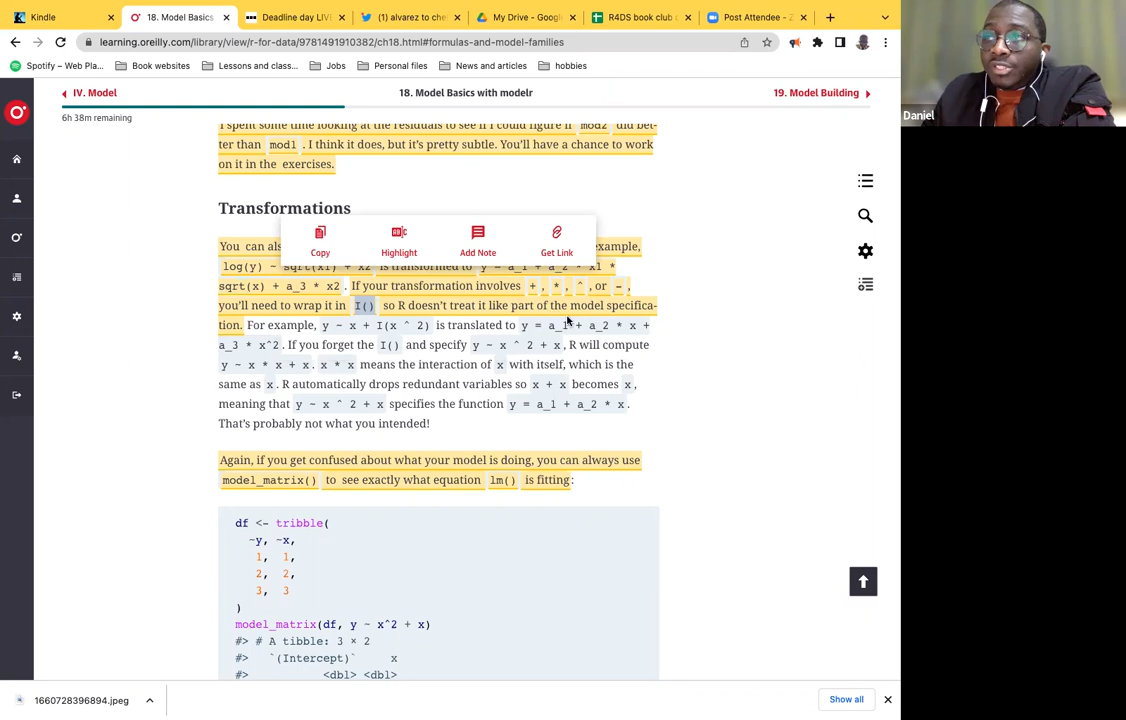 Kindle
18. Model Basics
Deadline day LIVE
alvarez to che
My Drive - Google
R4DS book club
Post Attendee - Z
learning.oreilly.com/library/view/r-for-data/9781491910382/ch18.html#formulas-and-model-families
Spotify – Web Pla...
Book websites
Lessons and class...
Jobs
Personal files
News and articles
hobbies
IV. Model
18. Model Basics with modelr
19. Model Building
6h 38m remaining
Daniel
I spent some time looking at the residuals to see if I could figure if mod2 did bet-
ter than mod1. I think it does, but it's pretty subtle. You'll have a chance to work
on it in the exercises.
Transformations
Copy
Highlight
Add Note
Get Link
You can als
example,
log(y) ~ sqrt(x1) + x2 is transformed to y = a_1 + a_2 * x1 *
sqrt(x) + a_3 * x2. If your transformation involves +, *, ^, or -,
you'll need to wrap it in I() so R doesn't treat it like part of the model specifica-
tion. For example, y ~ x + I(x ^ 2) is translated to y = a_1 + a_2 * x +
a_3 * x^2. If you forget the I() and specify y ~ x ^ 2 + x, R will compute
y ~ x * x + x. x * x means the interaction of x with itself, which is the
same as x. R automatically drops redundant variables so x + x becomes x,
meaning that y ~ x ^ 2 + x specifies the function y = a_1 + a_2 * x.
That's probably not what you intended!
Again, if you get confused about what your model is doing, you can always use
model_matrix() to see exactly what equation lm() is fitting:
df <- tribble(
~y, ~x,
1, 1,
2, 2,
3, 3
)
model_matrix(df, y ~ x^2 + x)
#> # A tibble: 3 × 2
#> `(Intercept)` x
#> <dbl> <dbl>
1660728396894.jpeg
Show all